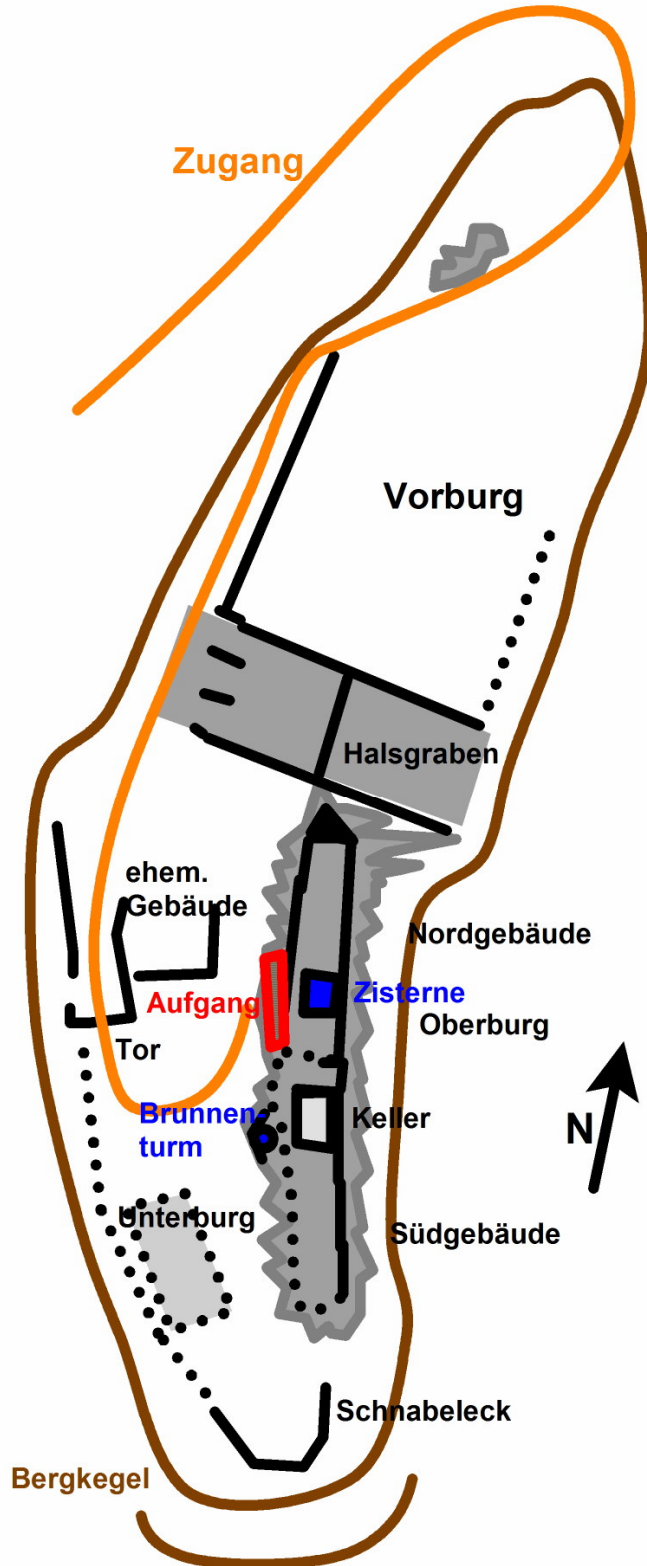 Zugang
Vorburg
Halsgraben
ehem.
Gebäude
Nordgebäude
Aufgang
Zisterne
Oberburg
Tor
Brunnen-
turm
Keller
N
Unterburg
Südgebäude
Schnabeleck
Bergkegel